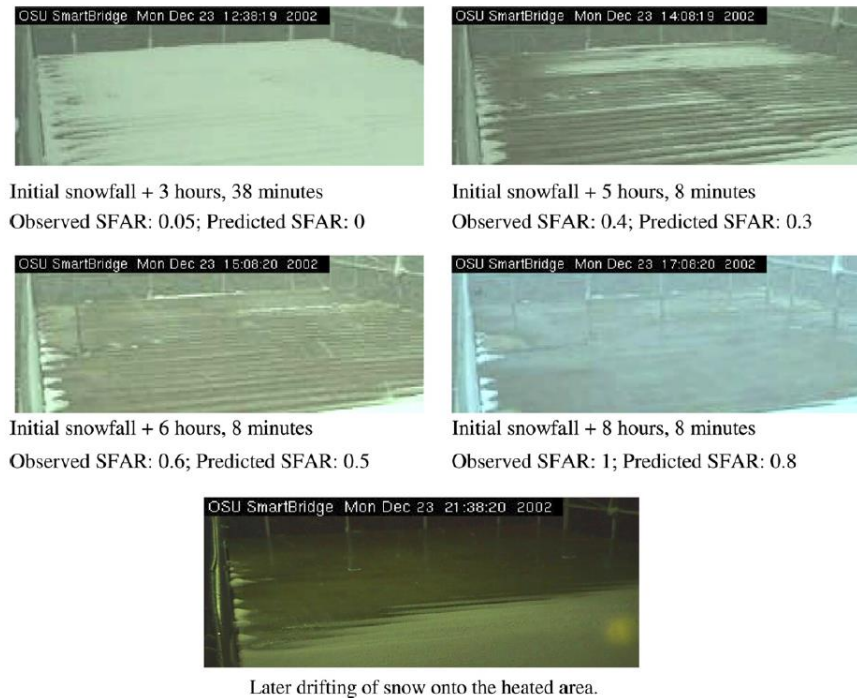 OSU SmartBridge Mon Dec 23 12:38:19 2002
OSU SmartBridge Mon Dec 23 14:08:19 2002
Initial snowfall + 3 hours, 38 minutes
Observed SFAR: 0.05; Predicted SFAR: 0
Initial snowfall + 5 hours, 8 minutes
Observed SFAR: 0.4; Predicted SFAR: 0.3
OSU SmartBridge Mon Dec 23 15:08:20 2002
OSU SmartBridge Mon Dec 23 17:08:20 2002
Initial snowfall + 6 hours, 8 minutes
Observed SFAR: 0.6; Predicted SFAR: 0.5
Initial snowfall + 8 hours, 8 minutes
Observed SFAR: 1; Predicted SFAR: 0.8
OSU SmartBridge Mon Dec 23 21:38:20 2002
Later drifting of snow onto the heated area.